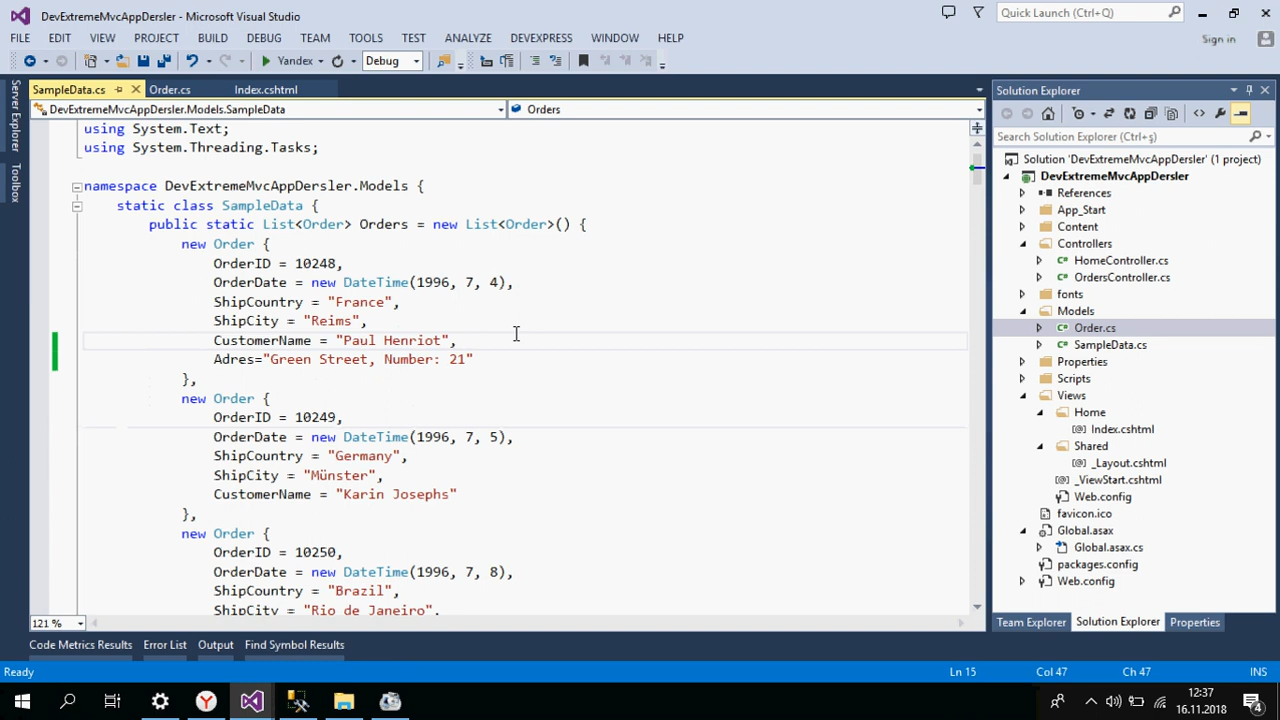 DevExtremeMvcAppDersler - Microsoft Visual Studio
Quick Launch (Ctrl+Q)
FILE EDIT VIEW PROJECT BUILD DEBUG TEAM TOOLS TEST ANALYZE DEVEXPRESS WINDOW HELP
Sign in
Yandex Debug
SampleData.cs Order.cs Index.cshtml
DevExtremeMvcAppDersler.Models.SampleData Orders
Server Explorer
Toolbox
using System.Text;
using System.Threading.Tasks;
namespace DevExtremeMvcAppDersler.Models {
static class SampleData {
public static List<Order> Orders = new List<Order>() {
new Order {
OrderID = 10248,
OrderDate = new DateTime(1996, 7, 4),
ShipCountry = "France",
ShipCity = "Reims",
CustomerName = "Paul Henriot",
Adres="Green Street, Number: 21"
},
new Order {
OrderID = 10249,
OrderDate = new DateTime(1996, 7, 5),
ShipCountry = "Germany",
ShipCity = "Münster",
CustomerName = "Karin Josephs"
},
new Order {
OrderID = 10250,
OrderDate = new DateTime(1996, 7, 8),
ShipCountry = "Brazil",
ShipCity = "Rio de Janeiro",
121 %
Solution Explorer
Search Solution Explorer (Ctrl+ş)
Solution 'DevExtremeMvcAppDersler' (1 project)
DevExtremeMvcAppDersler
References
App_Start
Content
Controllers
HomeController.cs
OrdersController.cs
fonts
Models
Order.cs
SampleData.cs
Properties
Scripts
Views
Home
Index.cshtml
Shared
_Layout.cshtml
_ViewStart.cshtml
Web.config
favicon.ico
Global.asax
Global.asax.cs
packages.config
Web.config
Team Explorer Solution Explorer Properties
Code Metrics Results Error List Output Find Symbol Results
Ready Ln 15 Col 47 Ch 47 INS
12:37
16.11.2018
4